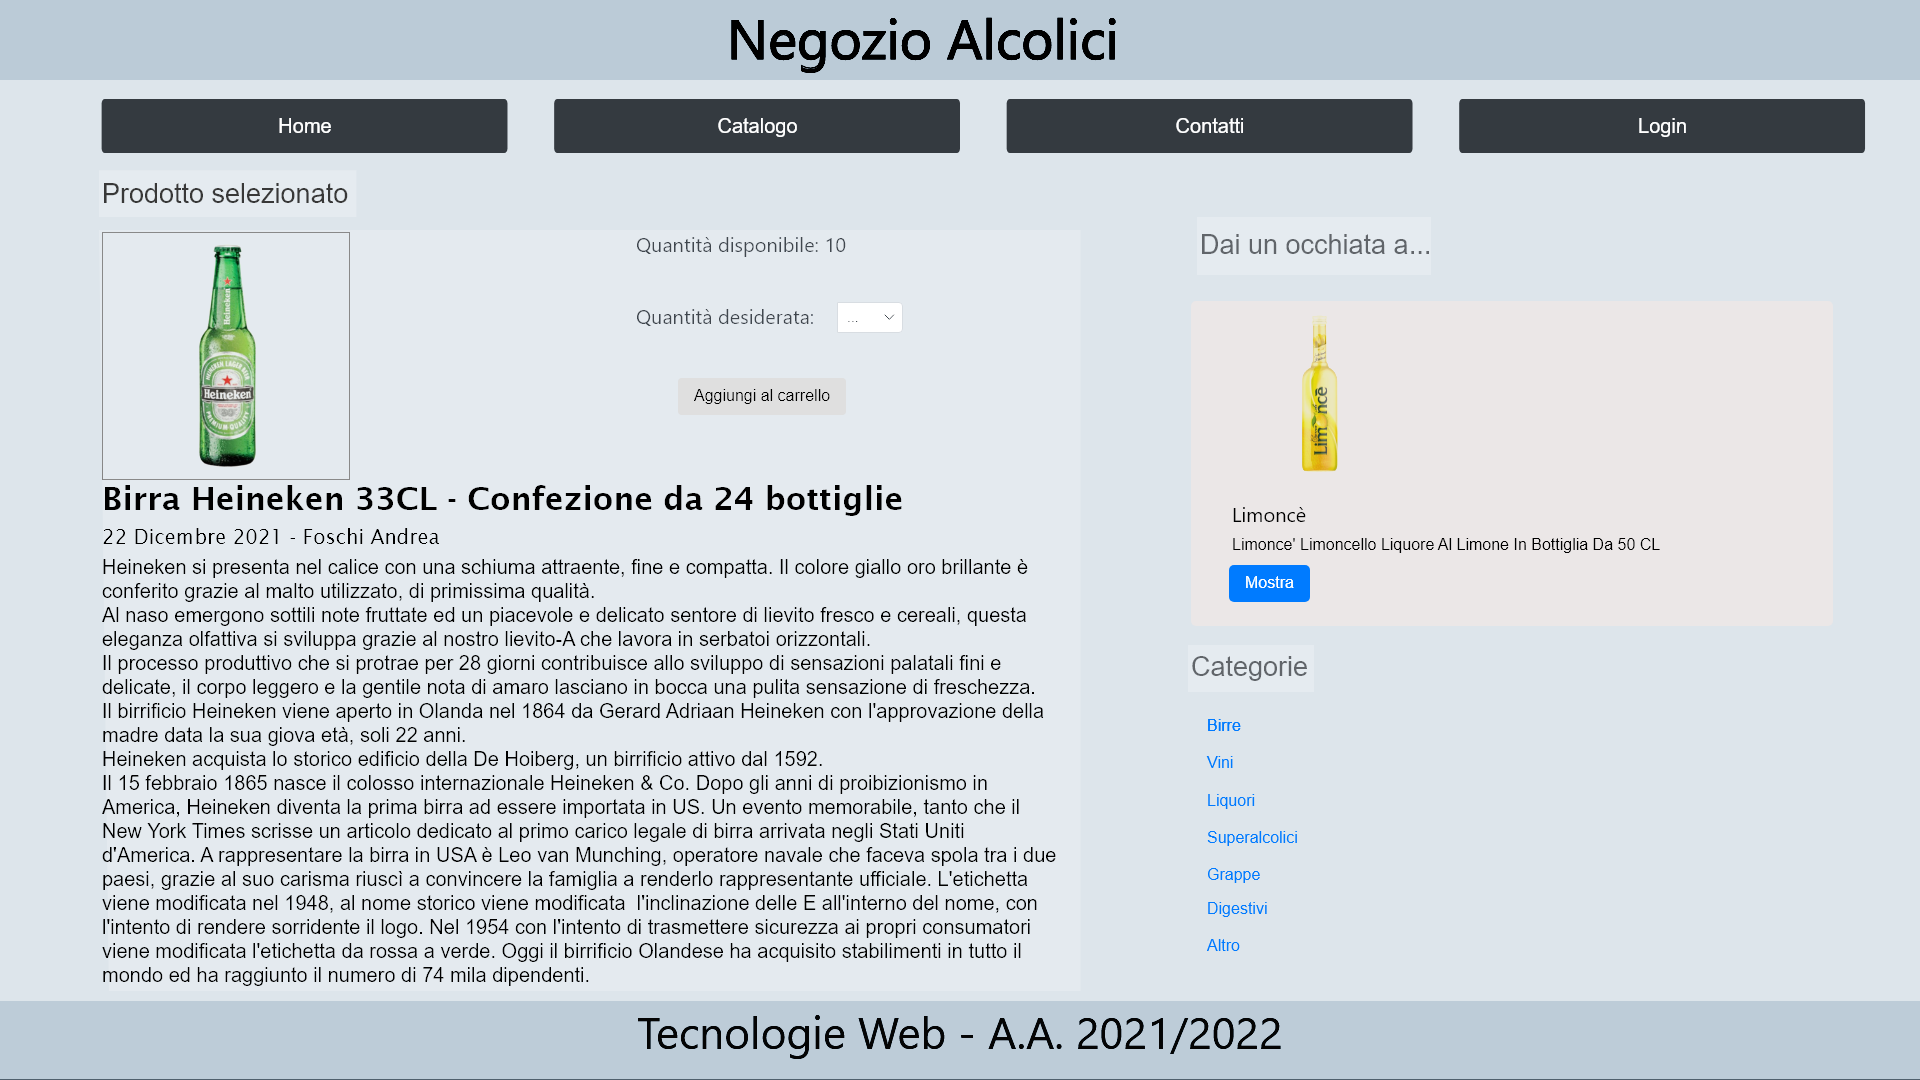 Negozio Alcolici
Home
Catalogo
Contatti
Login
Prodotto selezionato
Heineken
Heineken
Quantità disponibile: 10
Quantità desiderata:
...
Aggiungi al carrello
Birra Heineken 33CL - Confezione da 24 bottiglie
22 Dicembre 2021 - Foschi Andrea
Heineken si presenta nel calice con una schiuma attraente, fine e compatta. Il colore giallo oro brillante è
conferito grazie al malto utilizzato, di primissima qualità.
Al naso emergono sottili note fruttate ed un piacevole e delicato sentore di lievito fresco e cereali, questa
eleganza olfattiva si sviluppa grazie al nostro lievito-A che lavora in serbatoi orizzontali.
Il processo produttivo che si protrae per 28 giorni contribuisce allo sviluppo di sensazioni palatali fini e
delicate, il corpo leggero e la gentile nota di amaro lasciano in bocca una pulita sensazione di freschezza.
Il birrificio Heineken viene aperto in Olanda nel 1864 da Gerard Adriaan Heineken con l'approvazione della
madre data la sua giova età, soli 22 anni.
Heineken acquista lo storico edificio della De Hoiberg, un birrificio attivo dal 1592.
Il 15 febbraio 1865 nasce il colosso internazionale Heineken & Co. Dopo gli anni di proibizionismo in
America, Heineken diventa la prima birra ad essere importata in US. Un evento memorabile, tanto che il
New York Times scrisse un articolo dedicato al primo carico legale di birra arrivata negli Stati Uniti
d'America. A rappresentare la birra in USA è Leo van Munching, operatore navale che faceva spola tra i due
paesi, grazie al suo carisma riuscì a convincere la famiglia a renderlo rappresentante ufficiale. L'etichetta
viene modificata nel 1948, al nome storico viene modificata  l'inclinazione delle E all'interno del nome, con
l'intento di rendere sorridente il logo. Nel 1954 con l'intento di trasmettere sicurezza ai propri consumatori
viene modificata l'etichetta da rossa a verde. Oggi il birrificio Olandese ha acquisito stabilimenti in tutto il
mondo ed ha raggiunto il numero di 74 mila dipendenti.
Dai un occhiata a...
Limoncè
Limoncè
Limonce' Limoncello Liquore Al Limone In Bottiglia Da 50 CL
Mostra
Categorie
Birre
Vini
Liquori
Superalcolici
Grappe
Digestivi
Altro
Tecnologie Web - A.A. 2021/2022